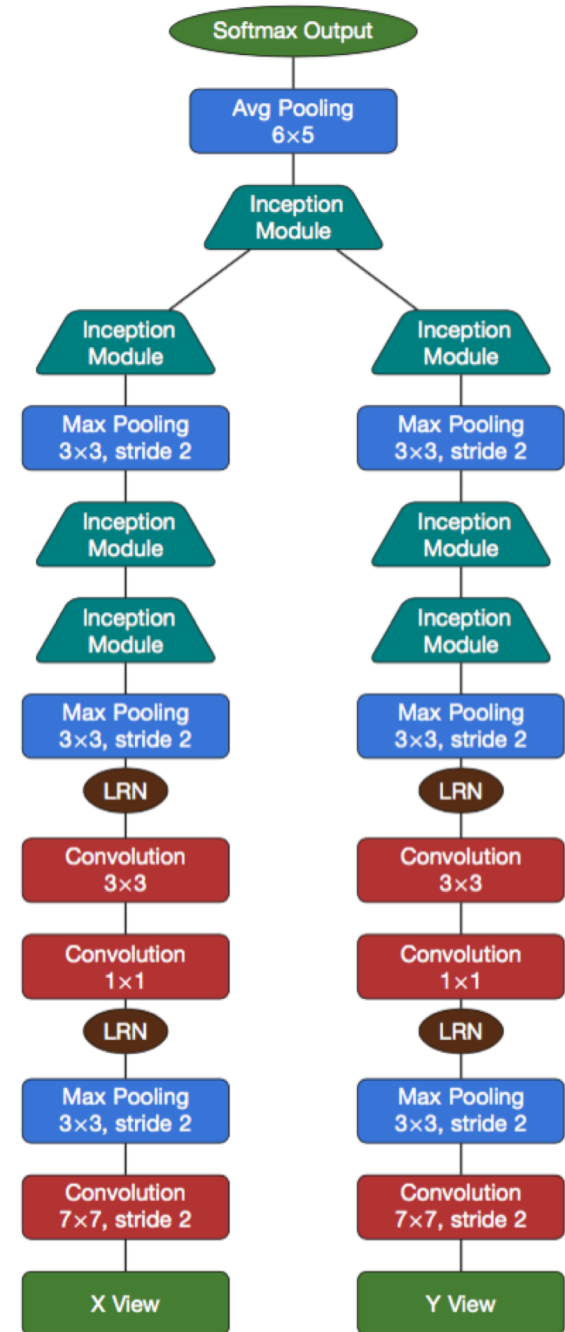 Softmax Output
Avg Pooling
6×5
Inception
Module
Inception
Module
Max Pooling
3×3, stride 2
Inception
Module
Inception
Module
Max Pooling
3×3, stride 2
LRN
Convolution
3×3
Convolution
1×1
LRN
Max Pooling
3×3, stride 2
Convolution
7×7, stride 2
X View
Inception
Module
Max Pooling
3×3, stride 2
Inception
Module
Inception
Module
Max Pooling
3×3, stride 2
LRN
Convolution
3×3
Convolution
1×1
LRN
Max Pooling
3×3, stride 2
Convolution
7×7, stride 2
Y View